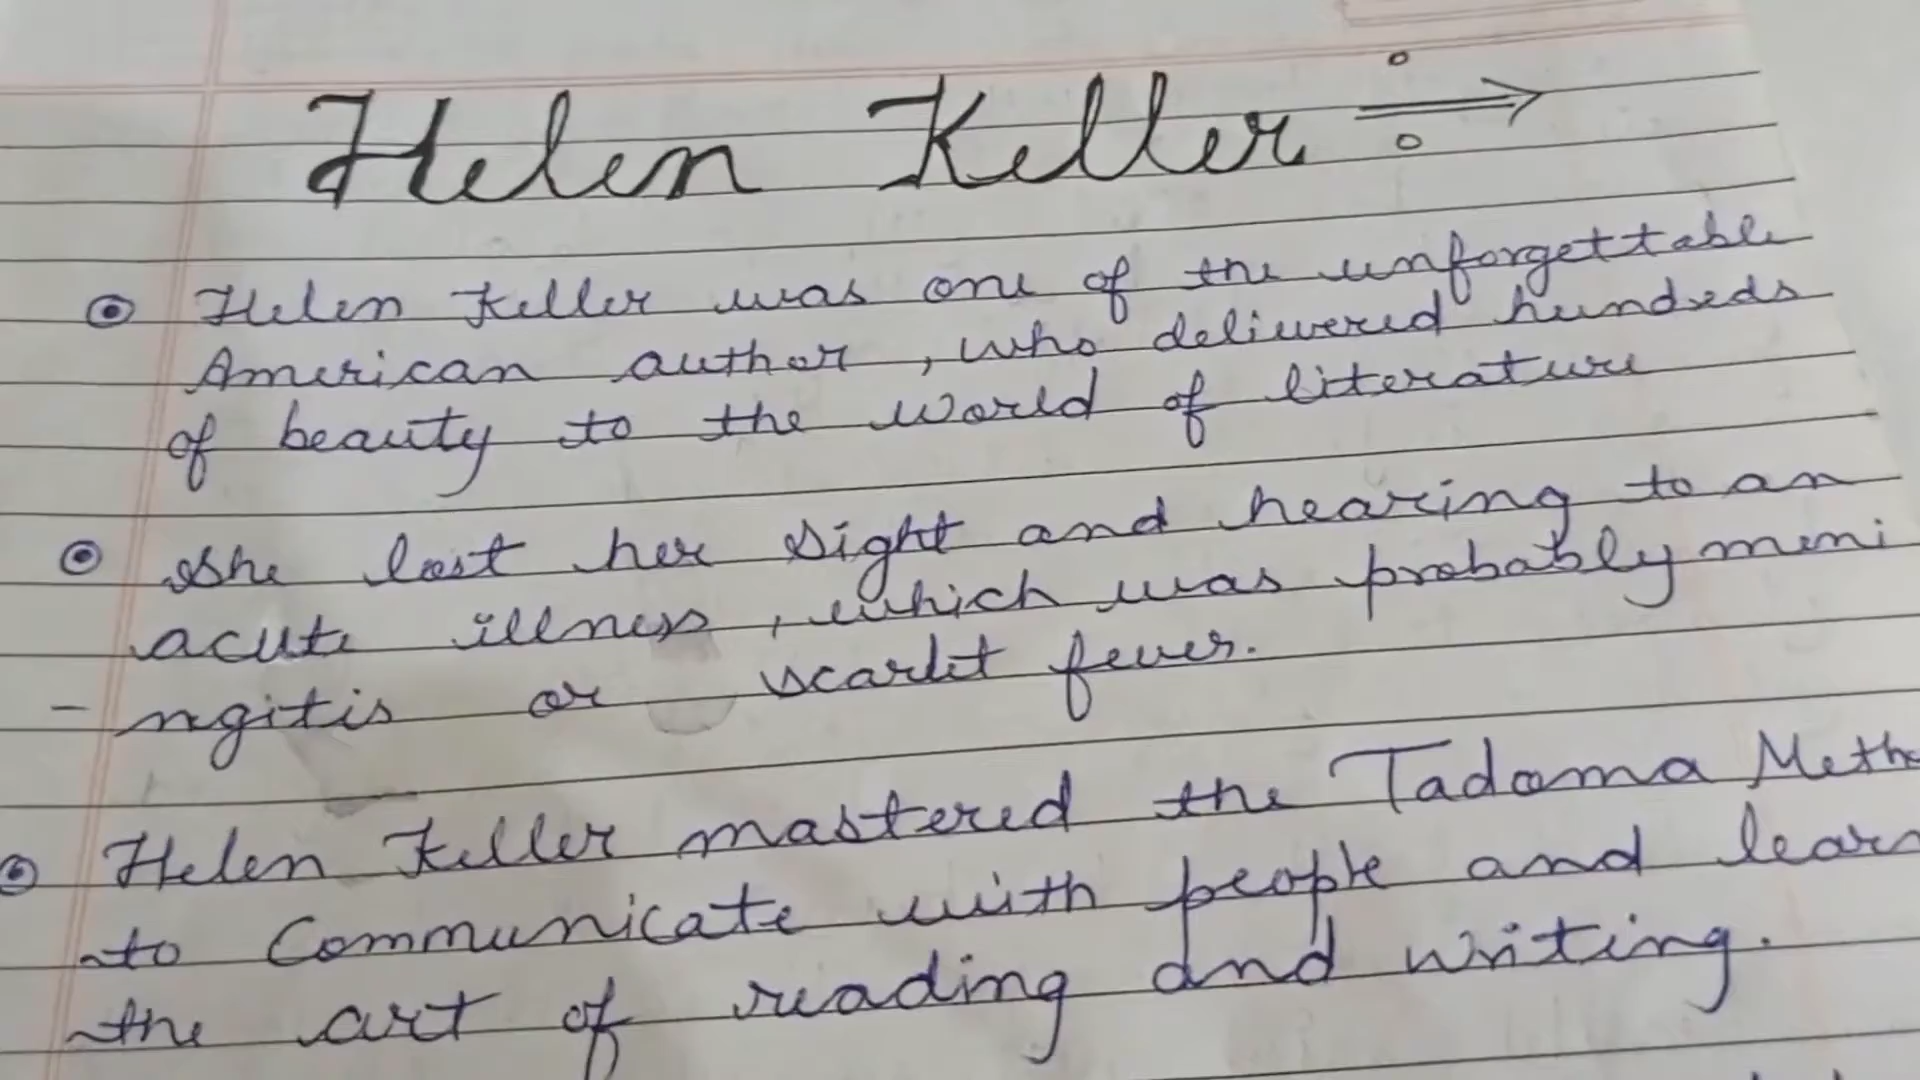 Helen Keller
Helen Keller was one of the unforgettable
American author, who delivered hundreds
of beauty to the world of literature
She lost her sight and hearing to an
acute illness, which was probably meni
-ngitis or scarlet fever.
Helen Keller mastered the Tadoma Metho
to Communicate with people and learn
the art of reading and writing.